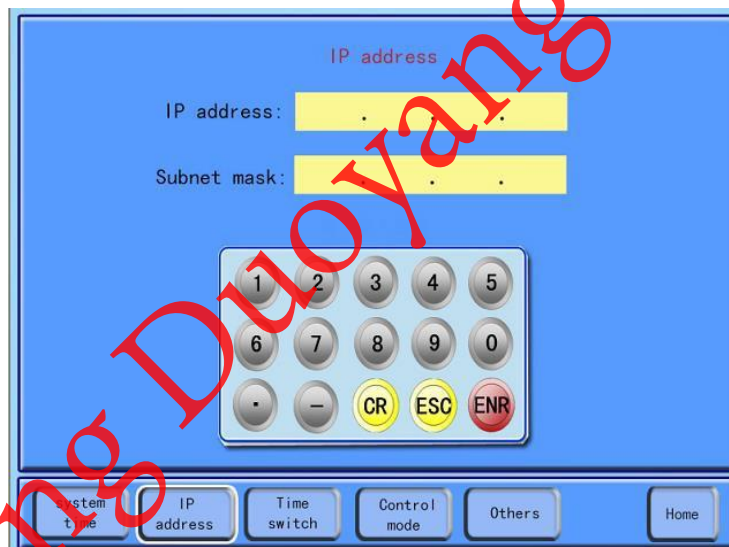 IP address
IP address: . . .
Subnet mask: . . .
1 2 3 4 5
6 7 8 9 0
. - CR ESC ENR
system time
IP address
Time switch
Control mode
Others
Home
ng Duoyang